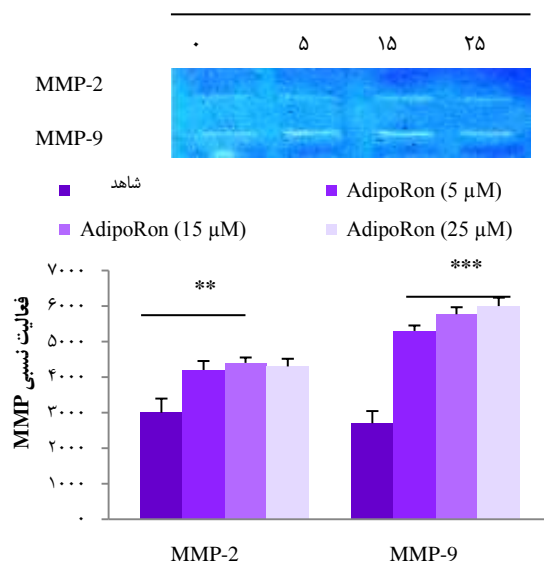 ۰ ۵ ۱۵ ۲۵
MMP-2
MMP-9
شاهد AdipoRon (5 µM)
AdipoRon (15 µM) AdipoRon (25 µM)
فعالیت نسبی MMP
۷۰۰۰
۶۰۰۰
۵۰۰۰
۴۰۰۰
۳۰۰۰
۲۰۰۰
۱۰۰۰
۰
** ***
MMP-2 MMP-9